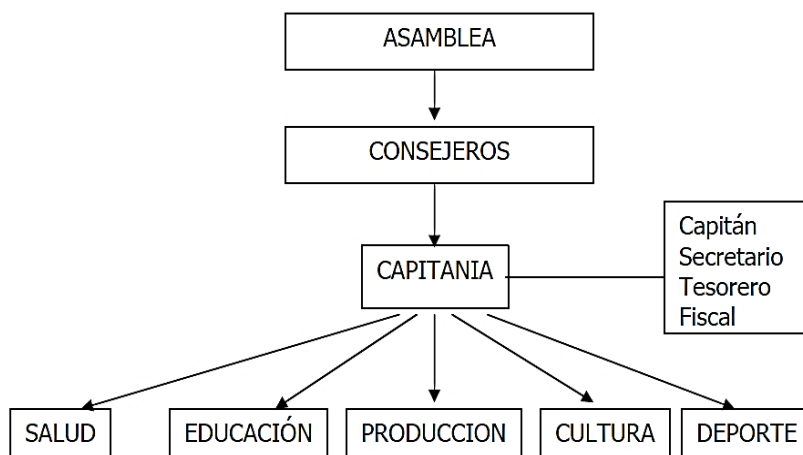 ASAMBLEA
CONSEJEROS
CAPITANIA
Capitán
Secretario
Tesorero
Fiscal
SALUD
EDUCACIÓN
PRODUCCION
CULTURA
DEPORTE